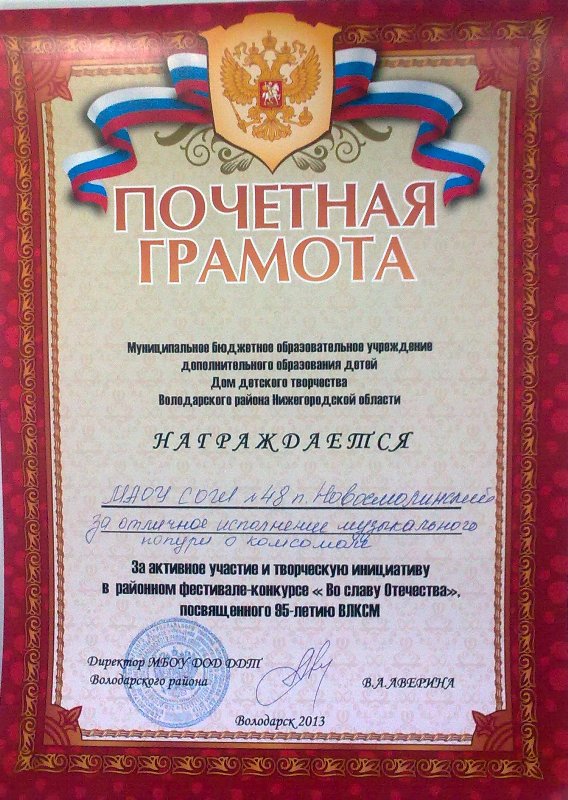 ПОЧЕТНАЯ
ГРАМОТА
Муниципальное бюджетное образовательное учреждение
дополнительного образования детей
Дом детского творчества
Володарского района Нижегородской области
НАГРАЖДАЕТСЯ
МАОУ СОШ №48 п. Новосмолинский
За отличное исполнение музыкального
попури о комсомоле
За активное участие и творческую инициативу
в районном фестивале-конкурсе « Во славу Отечества»,
посвященного 95-летию ВЛКСМ
Директор МБОУ ДОД ДДТ
Володарского района
В.А.АВЕРИНА
Володарск 2013